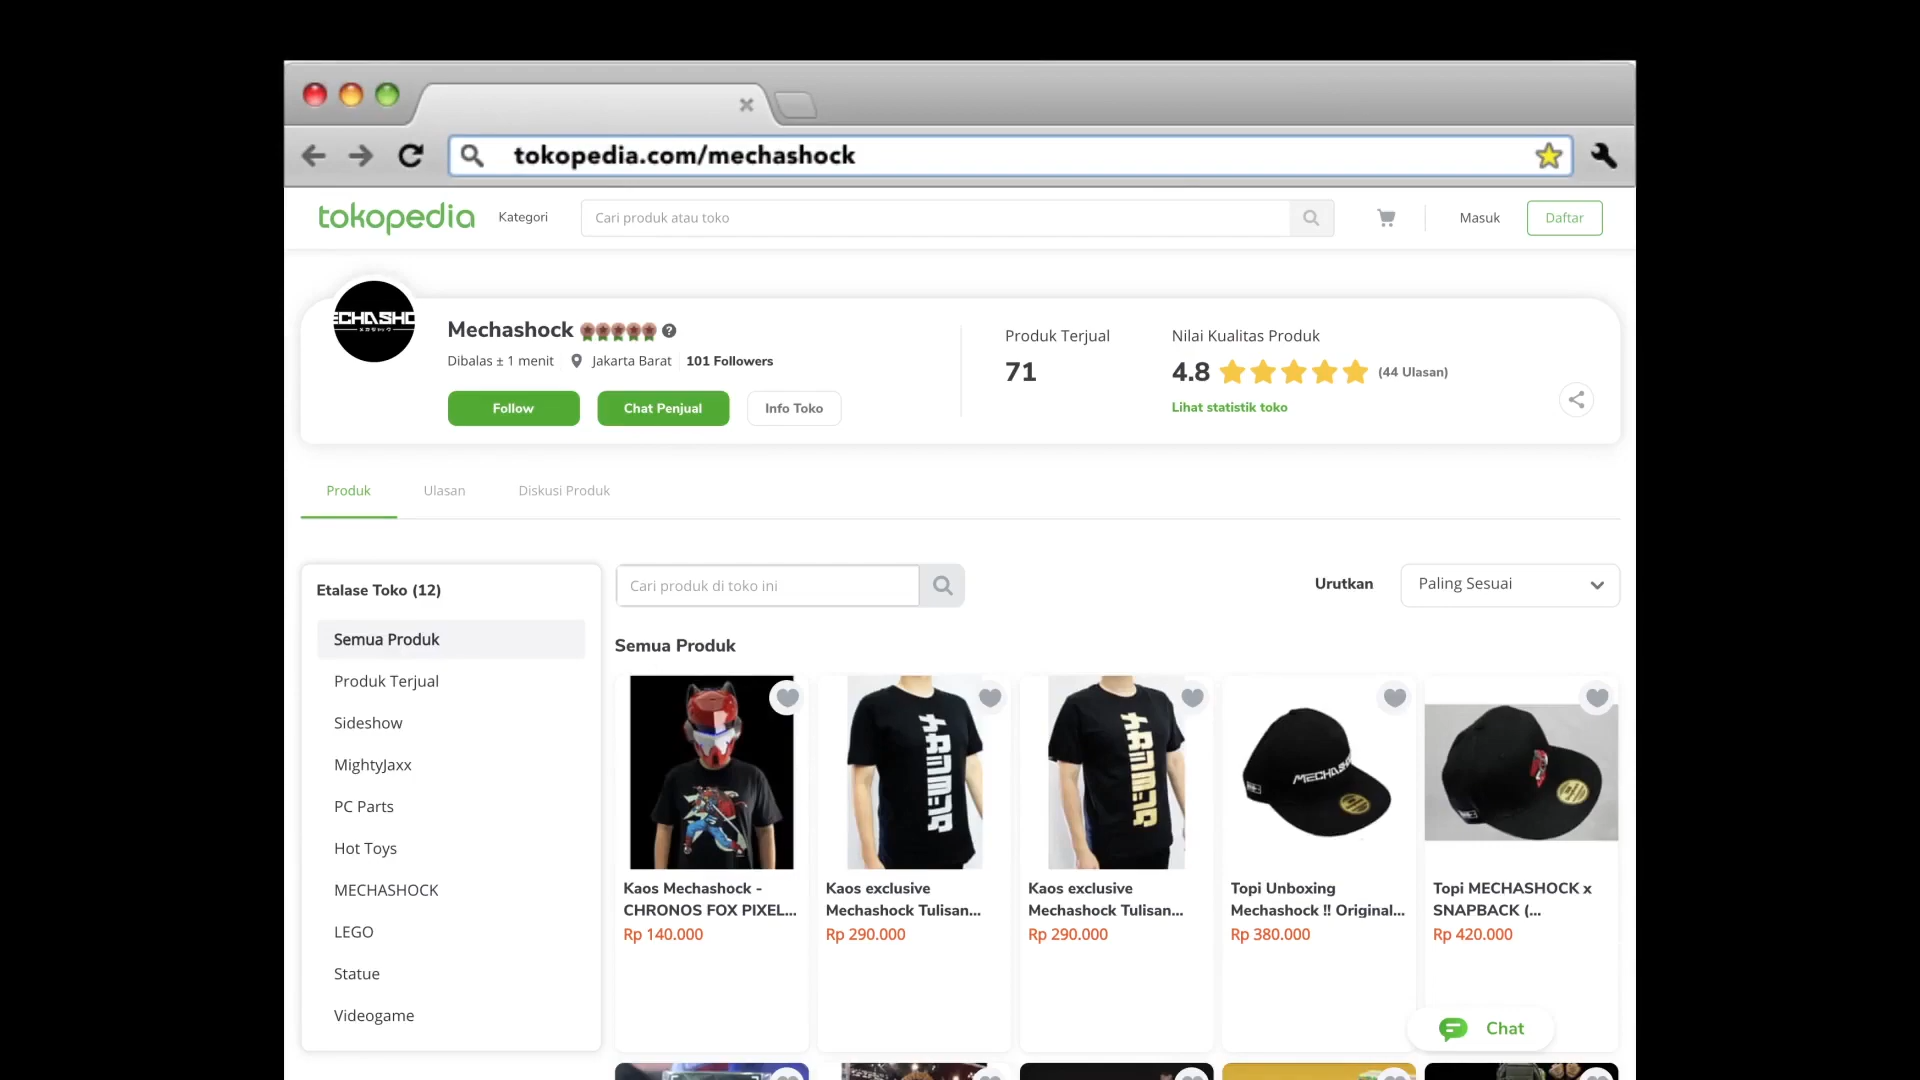 tokopedia.com/mechashock
tokopedia
Kategori
Cari produk atau toko
Masuk
Daftar
Mechashock
Dibalas ± 1 menit
Jakarta Barat
101 Followers
Follow
Chat Penjual
Info Toko
Produk Terjual
71
Nilai Kualitas Produk
4.8
(44 Ulasan)
Lihat statistik toko
Produk
Ulasan
Diskusi Produk
Etalase Toko (12)
Semua Produk
Produk Terjual
Sideshow
MightyJaxx
PC Parts
Hot Toys
MECHASHOCK
LEGO
Statue
Videogame
Cari produk di toko ini
Urutkan
Paling Sesuai
Semua Produk
Kaos Mechashock -
CHRONOS FOX PIXEL...
Rp 140.000
Kaos exclusive
Mechashock Tulisan...
Rp 290.000
Kaos exclusive
Mechashock Tulisan...
Rp 290.000
Topi Unboxing
Mechashock !! Original...
Rp 380.000
Topi MECHASHOCK x
SNAPBACK (...
Rp 420.000
Chat